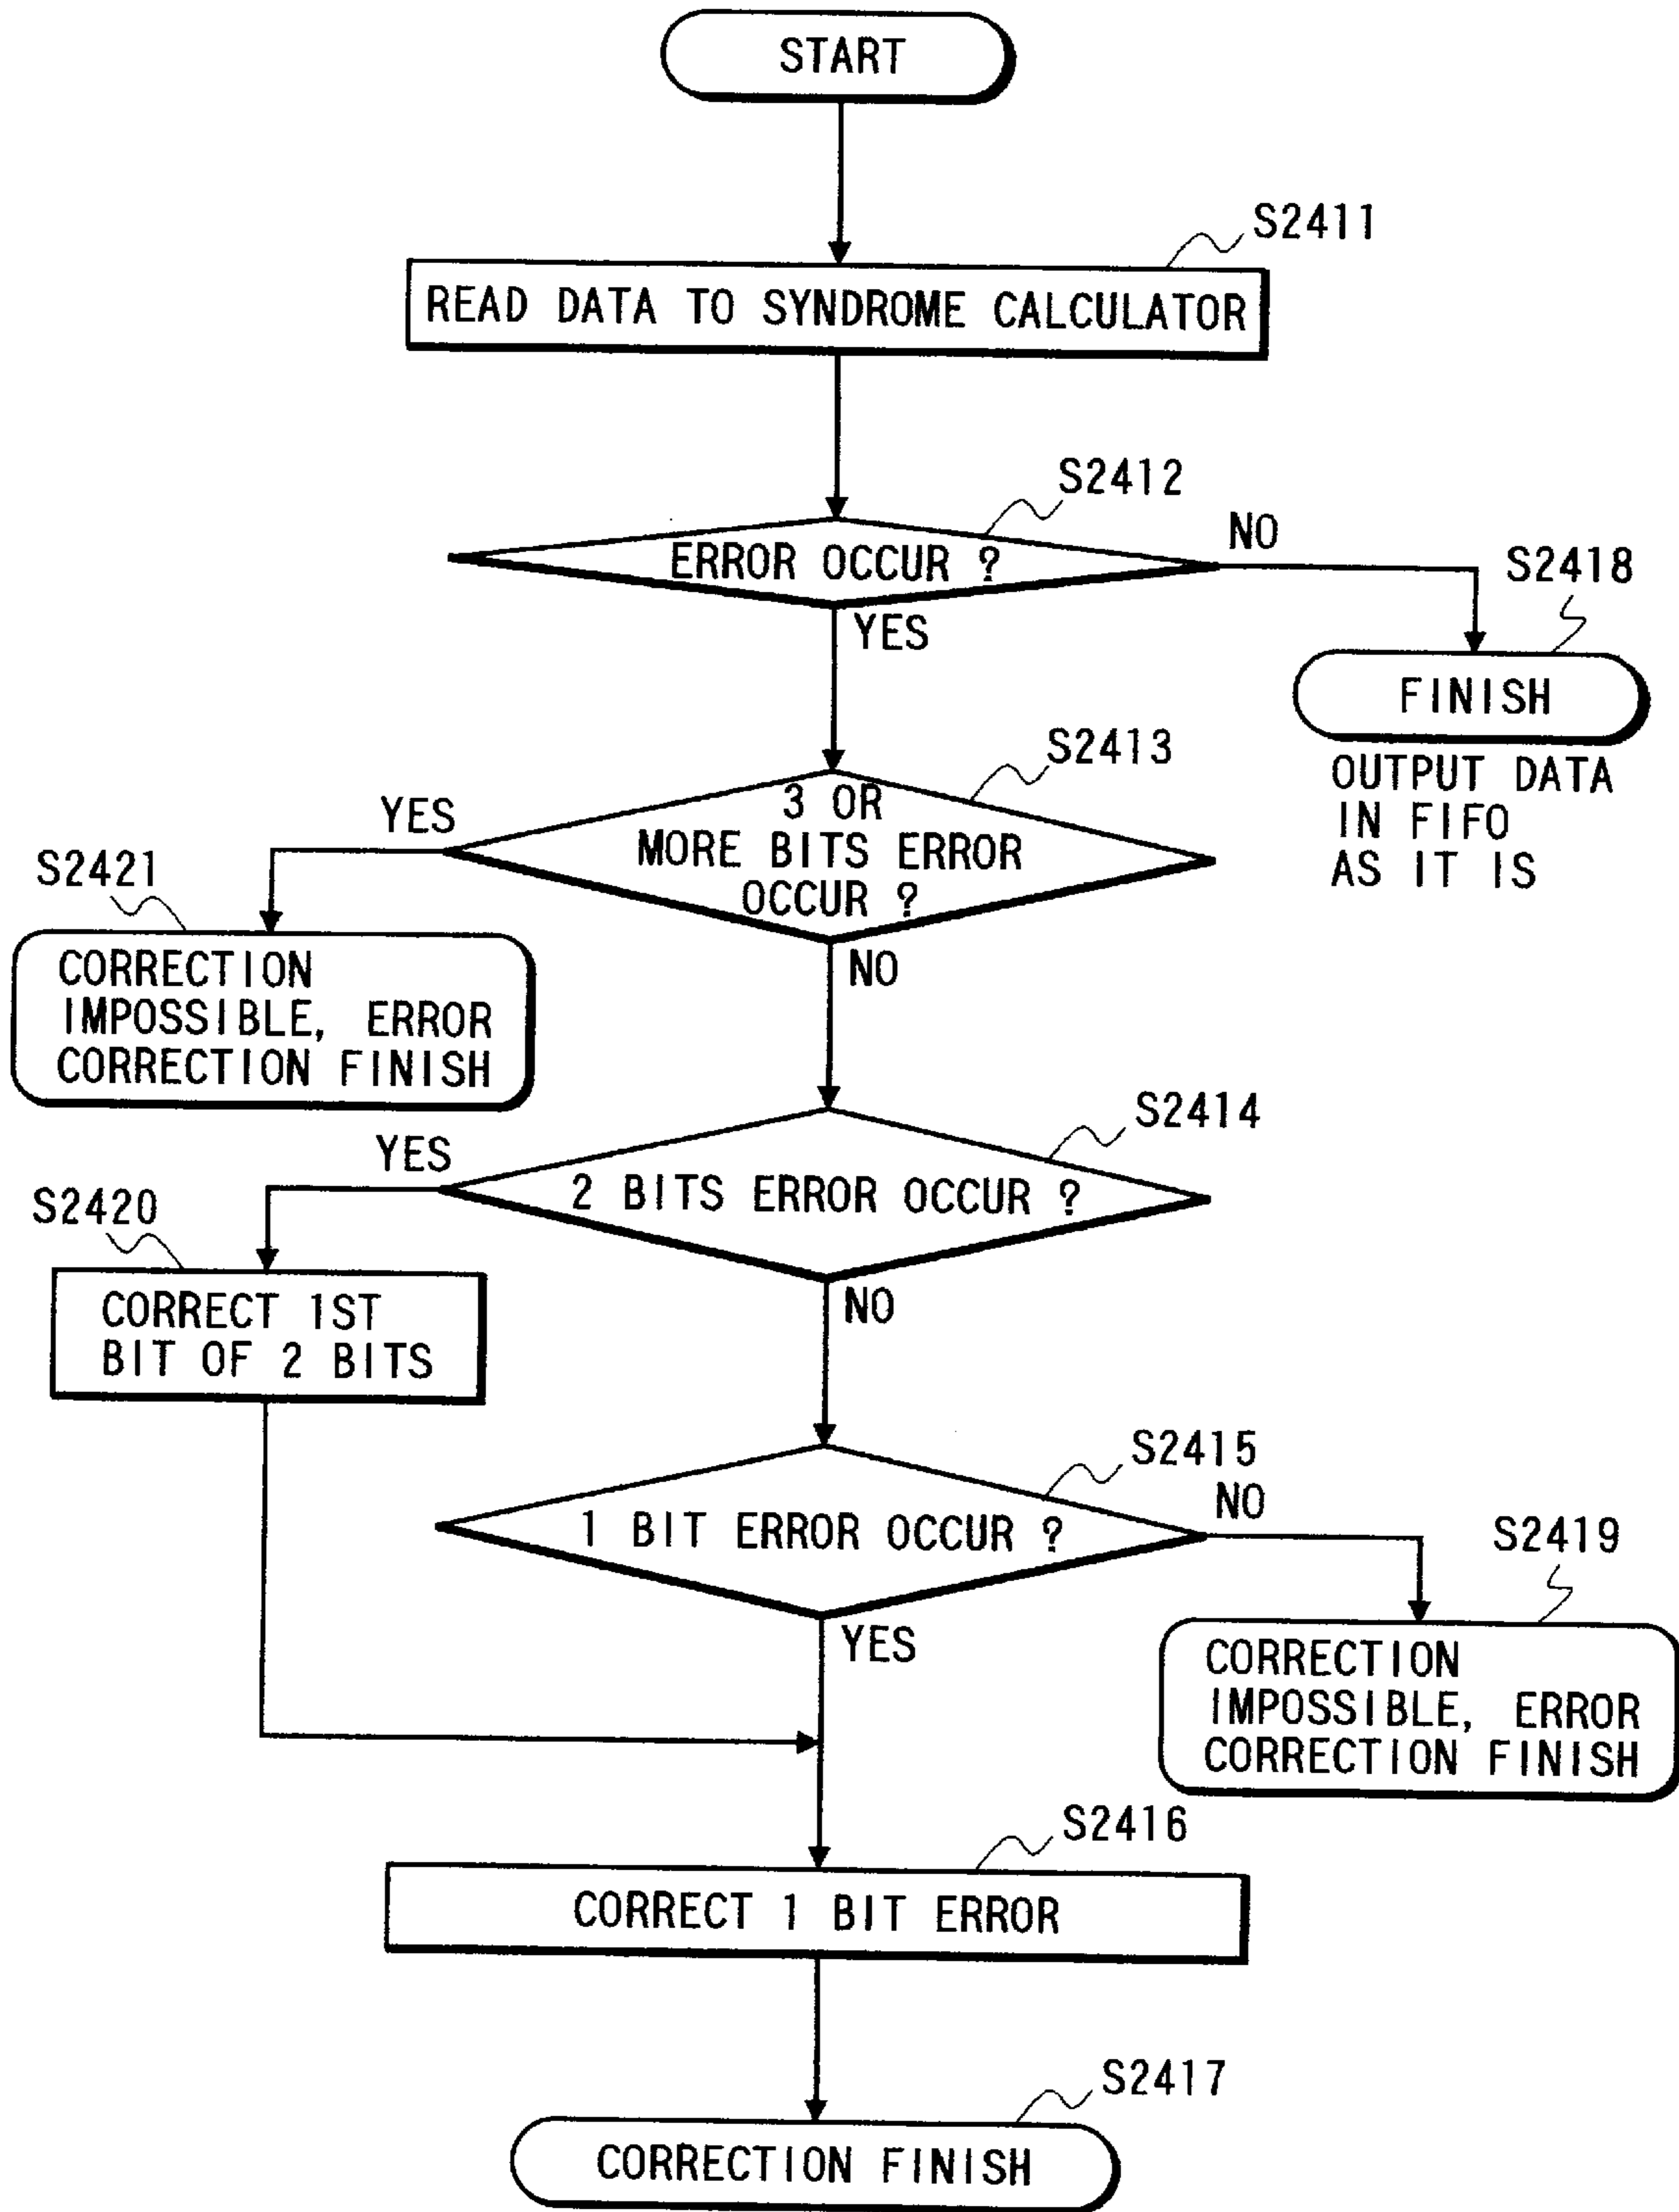 START
S2411
READ DATA TO SYNDROME CALCULATOR
S2412
ERROR OCCUR ?
NO
S2418
YES
FINISH
OUTPUT DATA
IN FIFO
AS IT IS
S2413
3 OR
MORE BITS ERROR
OCCUR ?
YES
S2421
CORRECTION
IMPOSSIBLE, ERROR
CORRECTION FINISH
NO
S2414
2 BITS ERROR OCCUR ?
YES
S2420
CORRECT 1ST
BIT OF 2 BITS
NO
S2415
1 BIT ERROR OCCUR ?
NO
S2419
CORRECTION
IMPOSSIBLE, ERROR
CORRECTION FINISH
YES
S2416
CORRECT 1 BIT ERROR
S2417
CORRECTION FINISH